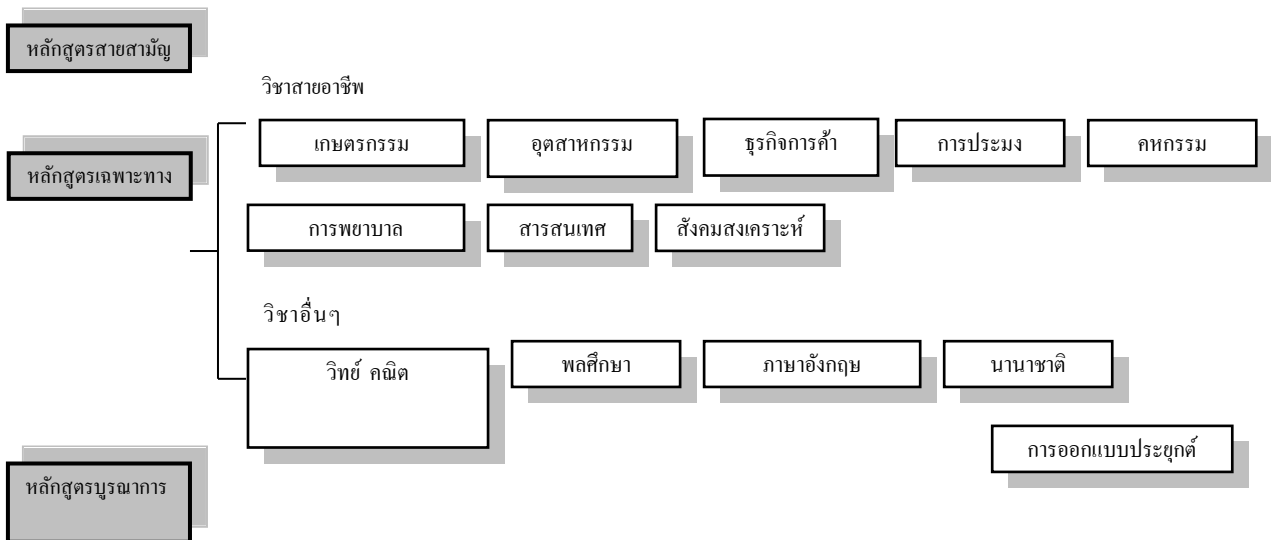 หลักสูตรสายสามัญ
วิชาสายอาชีพ
หลักสูตรเฉพาะทาง
เกษตรกรรม
อุตสาหกรรม
ธุรกิจการค้า
การประมง
คหกรรม
การพยาบาล
สารสนเทศ
สังคมสงเคราะห์
วิชาอื่นๆ
วิทย์ คณิต
พลศึกษา
ภาษาอังกฤษ
นานาชาติ
การออกแบบประยุกต์
หลักสูตรบูรณาการ